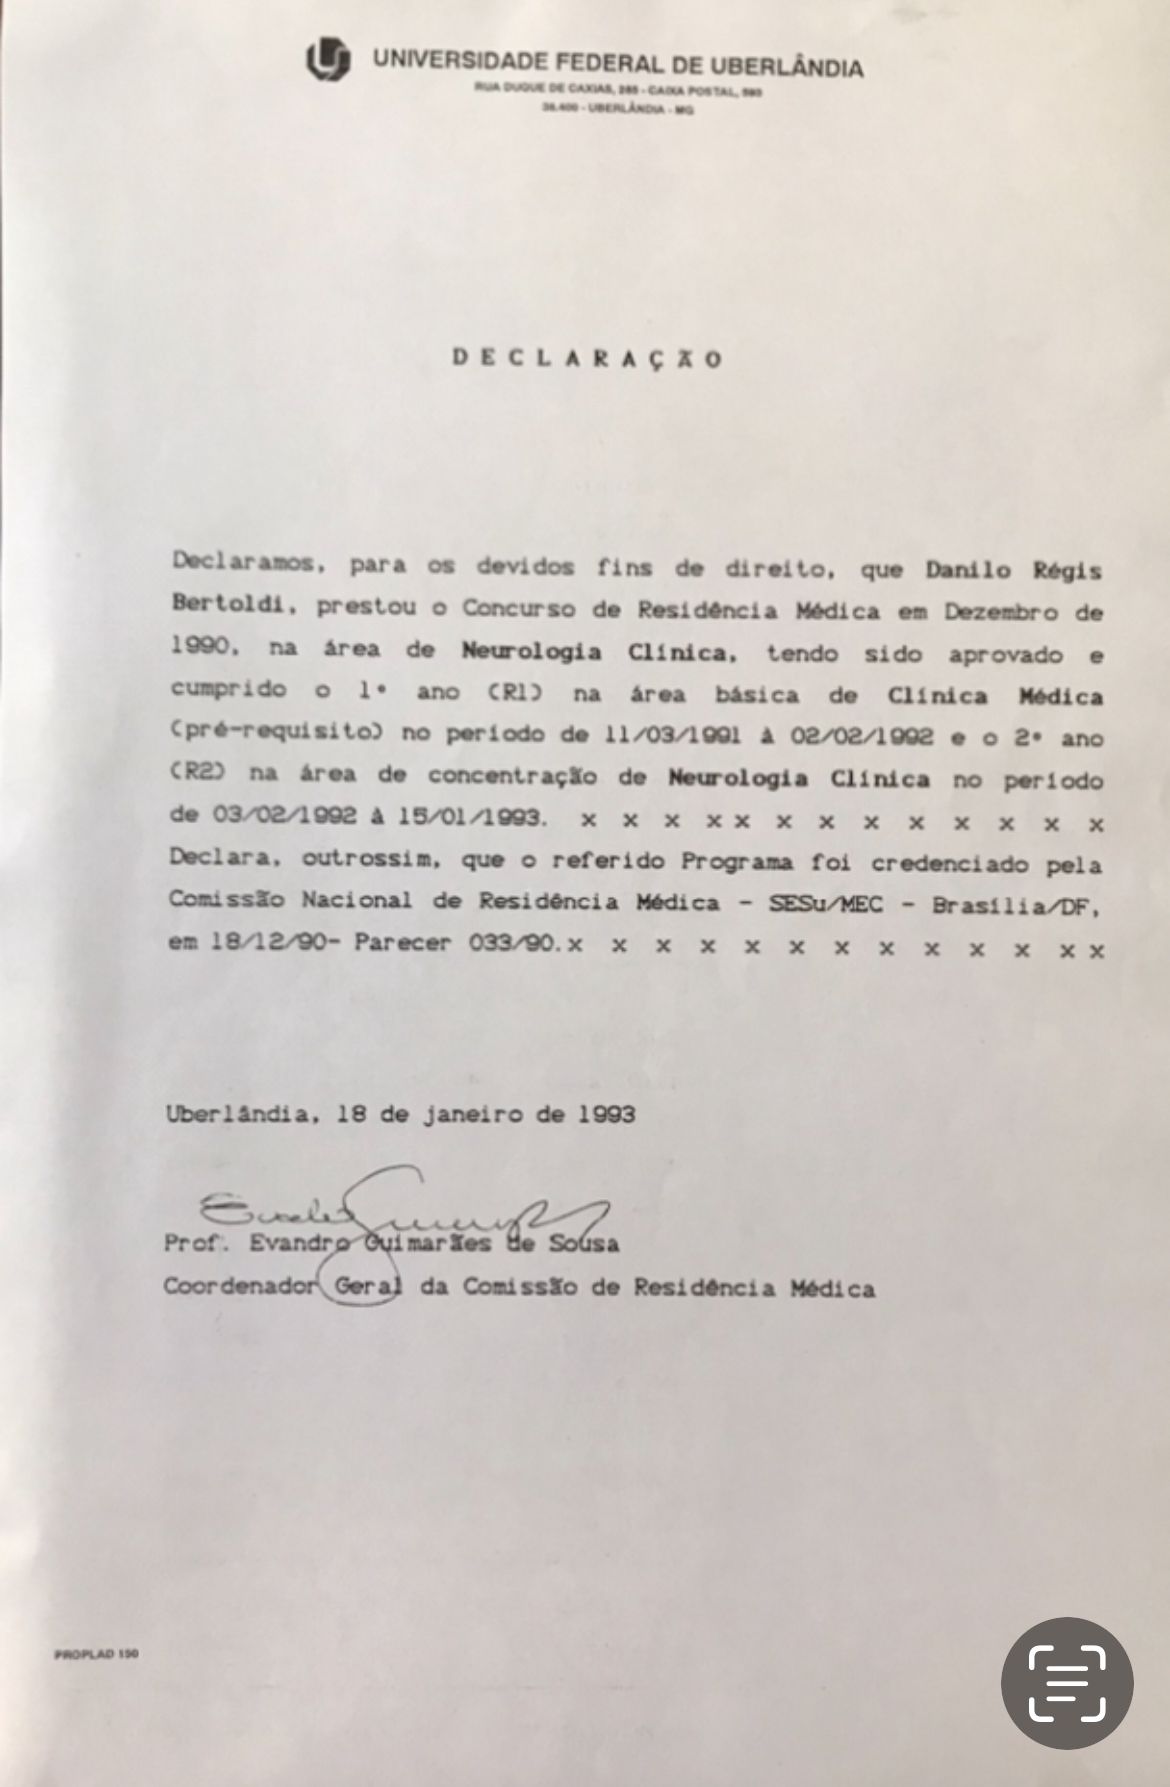 UNIVERSIDADE FEDERAL DE UBERLÂNDIA
RUA DUQUE DE CAXIAS, 285 - CAIXA POSTAL, 593
38.400 - UBERLÂNDIA - MG
DECLARAÇÃO
Declaramos, para os devidos fins de direito, que Danilo Régis
Bertoldi, prestou o Concurso de Residência Médica em Dezembro de
1990, na área de Neurologia Clínica, tendo sido aprovado e
cumprido o 1º ano (R1) na área básica de Clínica Médica
(pré-requisito) no período de 11/03/1991 à 02/02/1992 e o 2º ano
(R2) na área de concentração de Neurologia Clínica no período
de 03/02/1992 à 15/01/1993. x x x x x x x x x x x x x
Declara, outrossim, que o referido Programa foi credenciado pela
Comissão Nacional de Residência Médica - SESu/MEC - Brasília/DF,
em 18/12/90- Parecer 033/90.x x x x x x x x x x x x x
Uberlândia, 18 de janeiro de 1993
Prof. Evandro Guimarães de Sousa
Coordenador Geral da Comissão de Residência Médica
PROPLAD 150